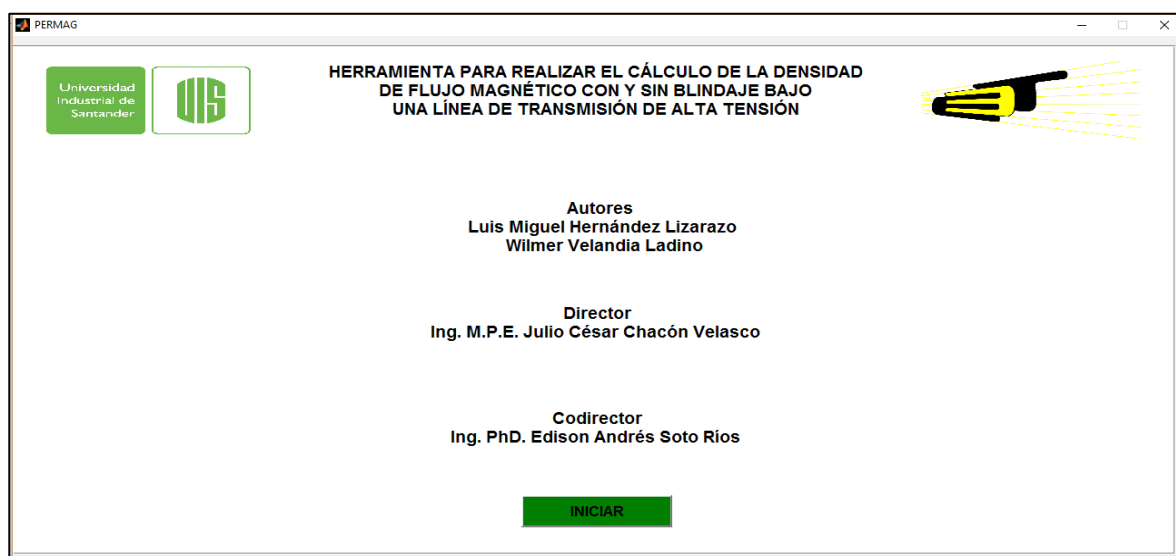 PERMAG
Universidad
Industrial de
Santander
UIS
HERRAMIENTA PARA REALIZAR EL CÁLCULO DE LA DENSIDAD
DE FLUJO MAGNÉTICO CON Y SIN BLINDAJE BAJO
UNA LÍNEA DE TRANSMISIÓN DE ALTA TENSIÓN
Autores
Luis Miguel Hernández Lizarazo
Wilmer Velandia Ladino
Director
Ing. M.P.E. Julio César Chacón Velasco
Codirector
Ing. PhD. Edison Andrés Soto Ríos
INICIAR